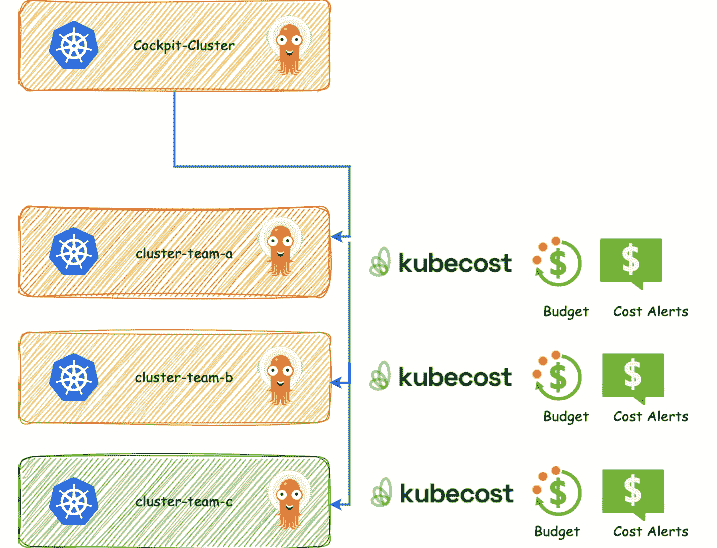 Cockpit-Cluster
cluster-team-a
kubecost
$
$
Budget
Cost Alerts
cluster-team-b
kubecost
$
$
Budget
Cost Alerts
cluster-team-c
kubecost
$
$
Budget
Cost Alerts